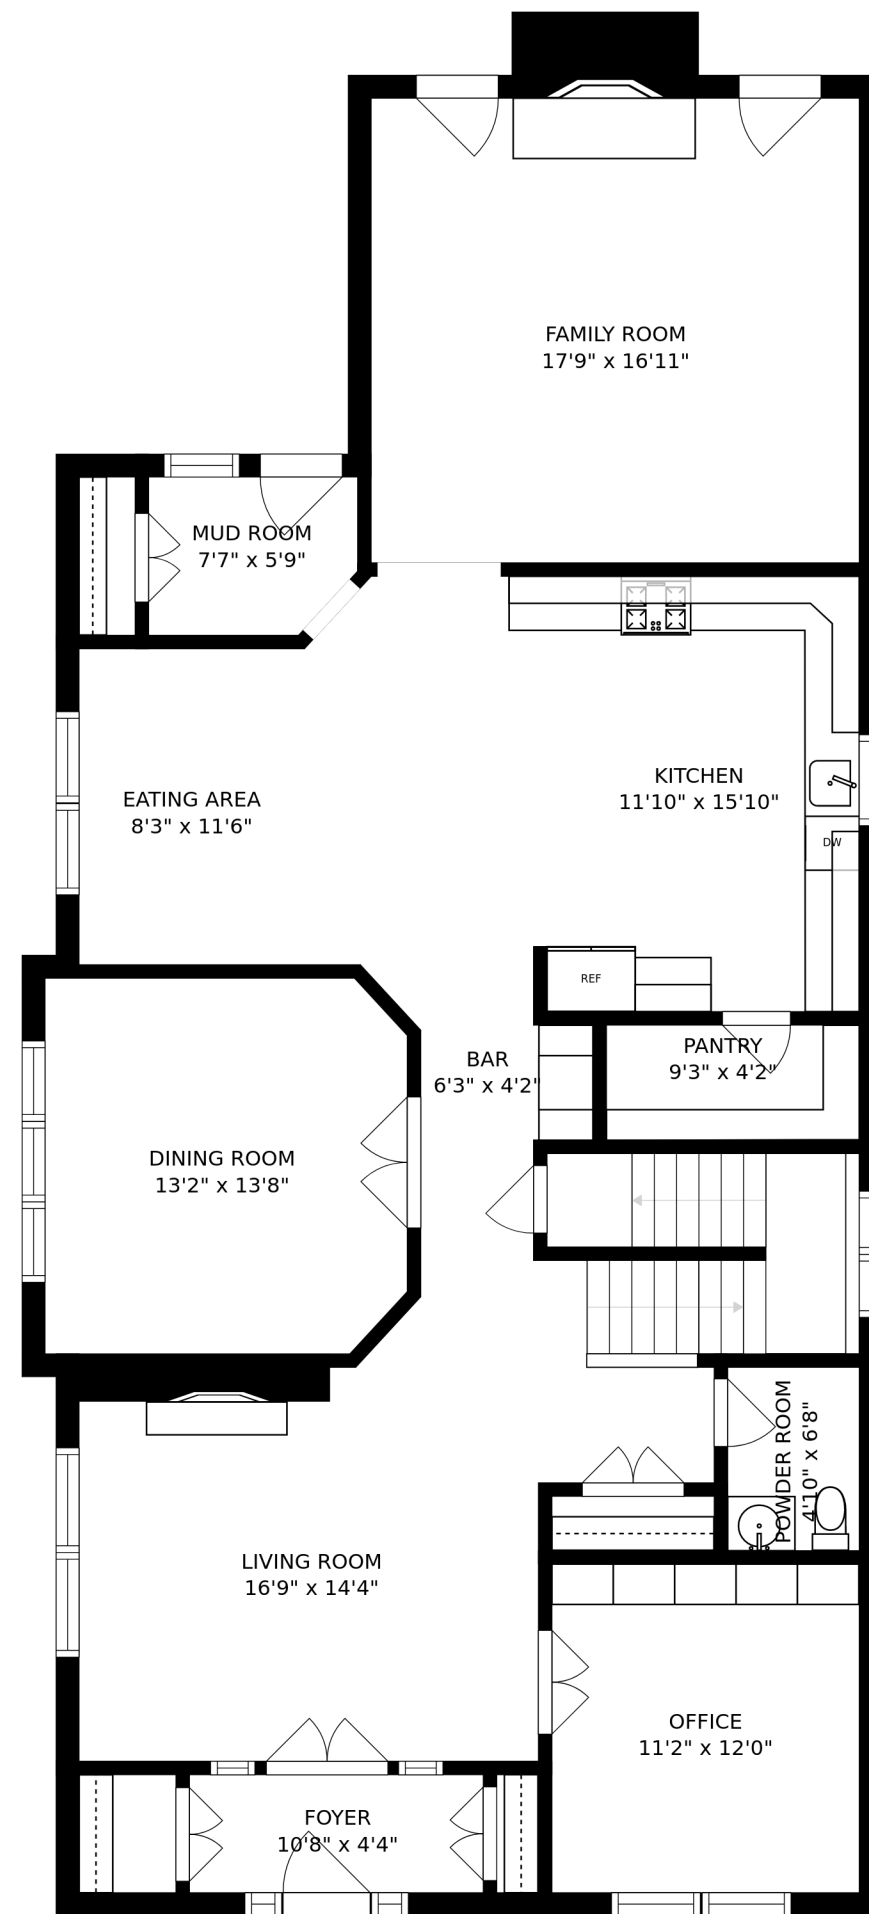 FAMILY ROOM
17'9" x 16'11"
MUD ROOM
7'7" x 5'9"
KITCHEN
11'10" x 15'10"
EATING AREA
8'3" x 11'6"
DW
REF
PANTRY
9'3" x 4'2"
BAR
6'3" x 4'2"
DINING ROOM
13'2" x 13'8"
POWDER ROOM
4'10" x 6'8"
LIVING ROOM
16'9" x 14'4"
OFFICE
11'2" x 12'0"
FOYER
10'8" x 4'4"